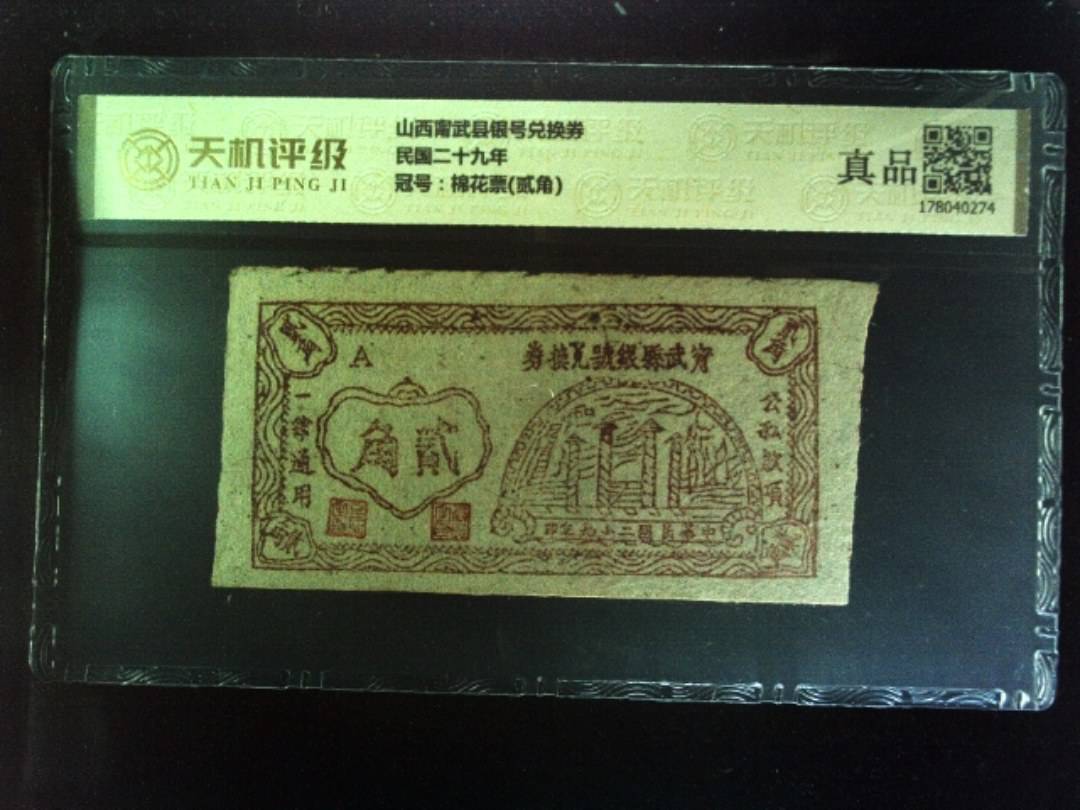 天机评级
TIAN JI PING JI
山西甯武县银号兑换券
民国二十九年
冠号：棉花票(贰角)
真品
178040274
A
甯武縣銀號兌換券
公私款項
貳角
一律通用
中華民國二十九年印